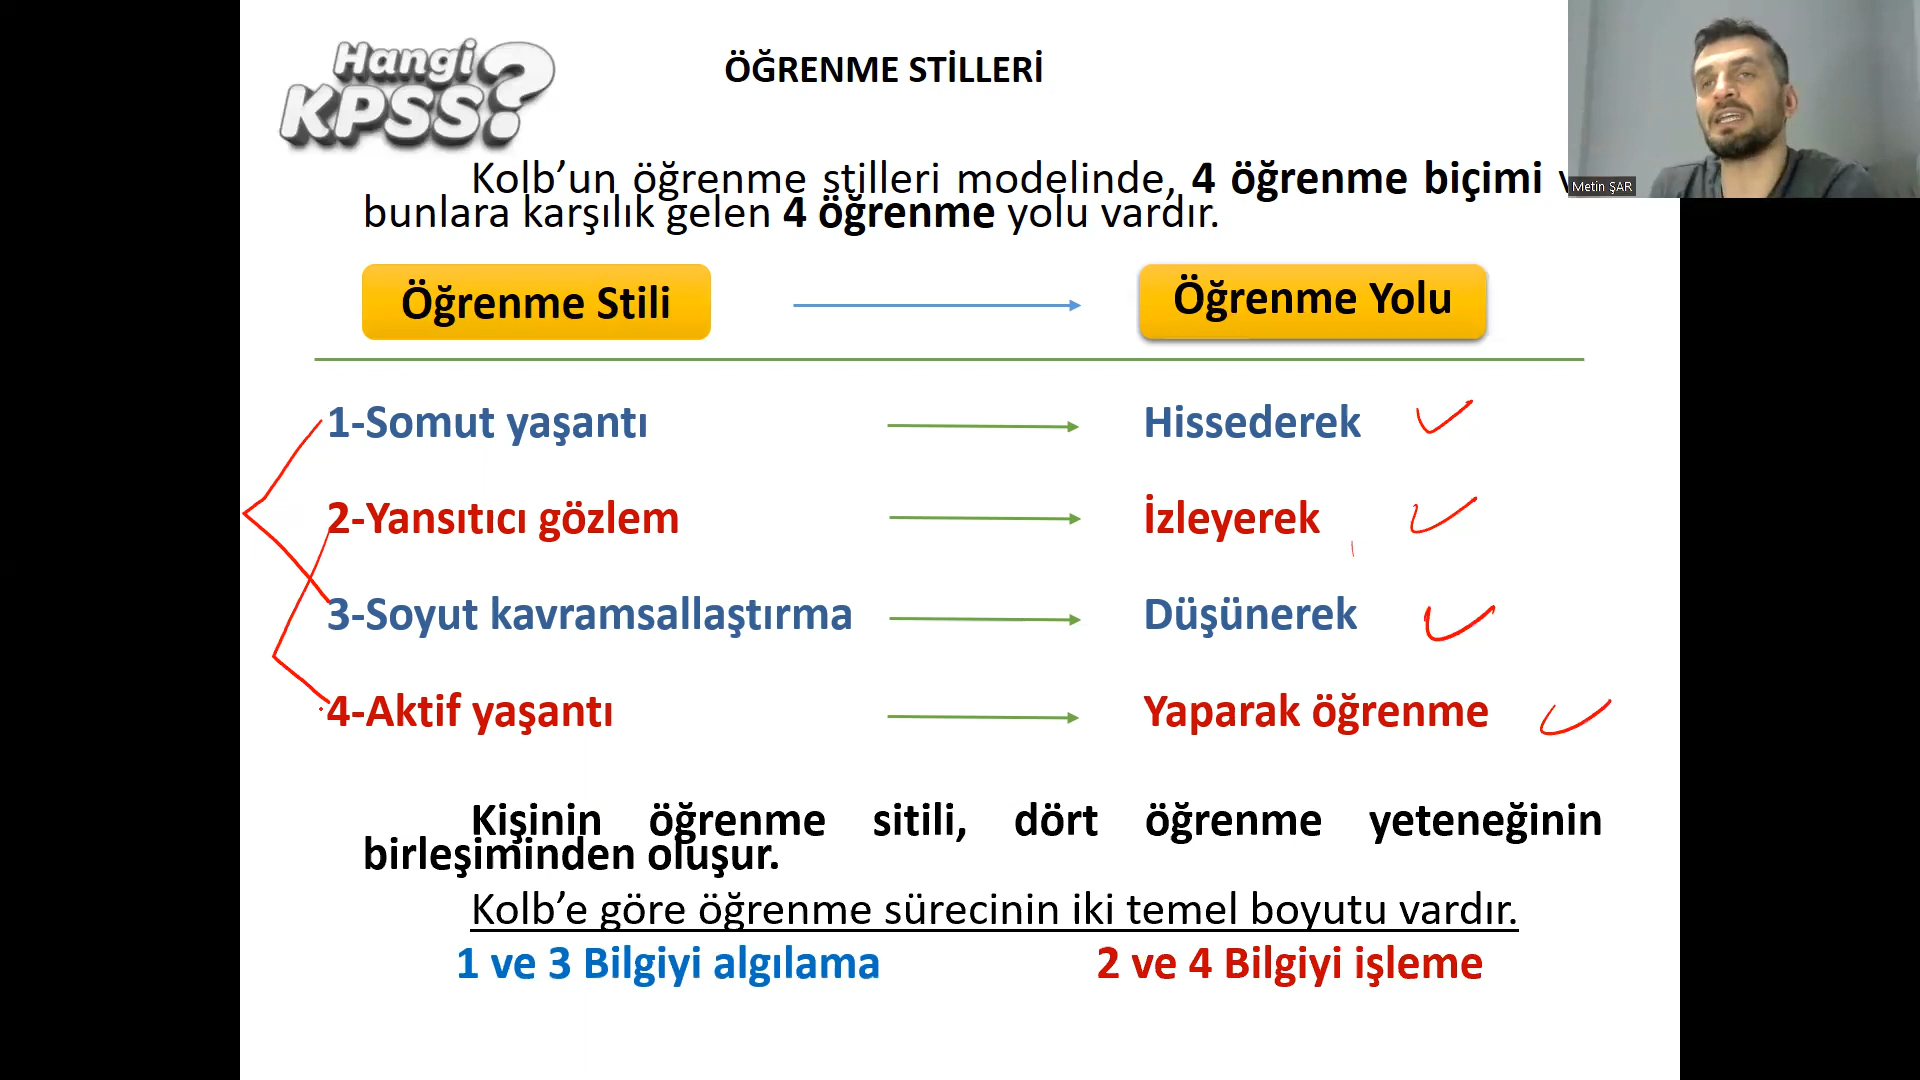 Hangi
KPSS?
ÖĞRENME STİLLERİ
Metin ŞAR
Kolb’un öğrenme stilleri modelinde, 4 öğrenme biçimi
bunlara karşılık gelen 4 öğrenme yolu vardır.
Öğrenme Stili
Öğrenme Yolu
1-Somut yaşantı
Hissederek
2-Yansıtıcı gözlem
İzleyerek
3-Soyut kavramsallaştırma
Düşünerek
4-Aktif yaşantı
Yaparak öğrenme
Kişinin öğrenme sitili, dört öğrenme yeteneğinin
birleşiminden oluşur.
Kolb’e göre öğrenme sürecinin iki temel boyutu vardır.
1 ve 3 Bilgiyi algılama
2 ve 4 Bilgiyi işleme